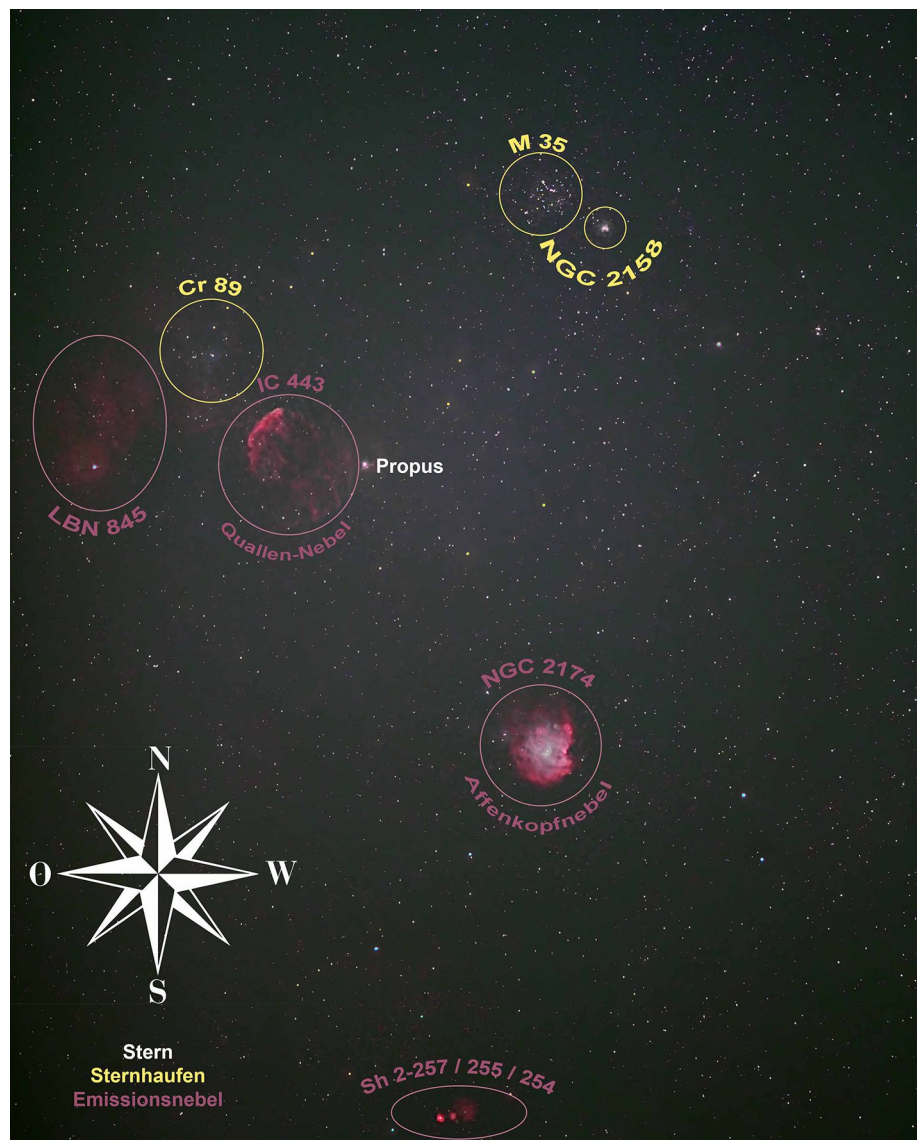 M 35
NGC 2158
Cr 89
IC 443
Propus
LBN 845
Quallen-Nebel
NGC 2174
Affenkopfnebel
N
O
W
S
Stern
Sternhaufen
Emissionsnebel
Sh 2-257 / 255 / 254